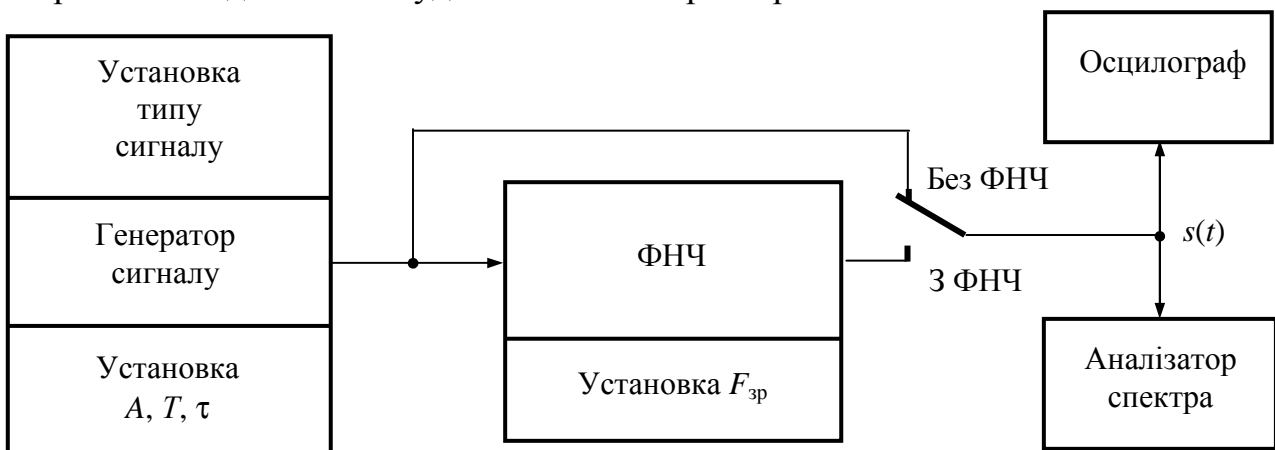 Установка
типу
сигналу
Генератор
сигналу
Установка
A, T, τ
ФНЧ
Установка Fзр
Без ФНЧ
З ФНЧ
Осцилограф
s(t)
Аналізатор
спектра